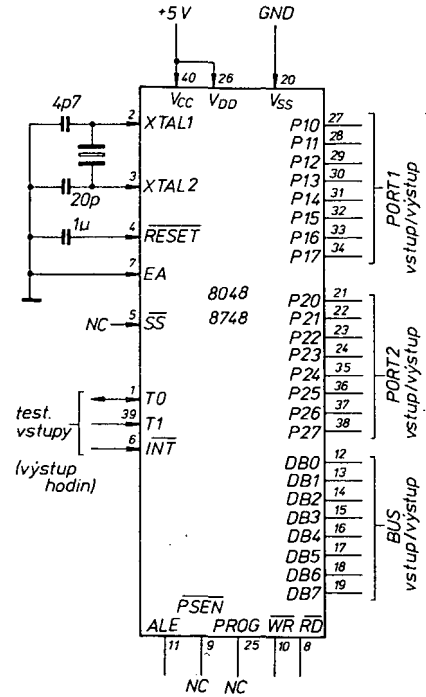 +5V GND
40 26 20
VCC VDD VSS
4p7
2 XTAL1
20p
3 XTAL2
1µ
4 RESET
7 EA
8048
8748
NC 5 SS
1 T0
39 T1
6 INT
test.
vstupy
(výstup
hodin)
P10 27
P11 28
P12 29
P13 30
P14 31
P15 32
P16 33
P17 34
PORT1
vstup/výstup
P20 21
P21 22
P22 23
P23 24
P24 35
P25 36
P26 37
P27 38
PORT2
vstup/výstup
DB0 12
DB1 13
DB2 14
DB3 15
DB4 16
DB5 17
DB6 18
DB7 19
BUS
vstup/výstup
PSEN
ALE PROG WR RD
11 9 25 10 8
NC NC